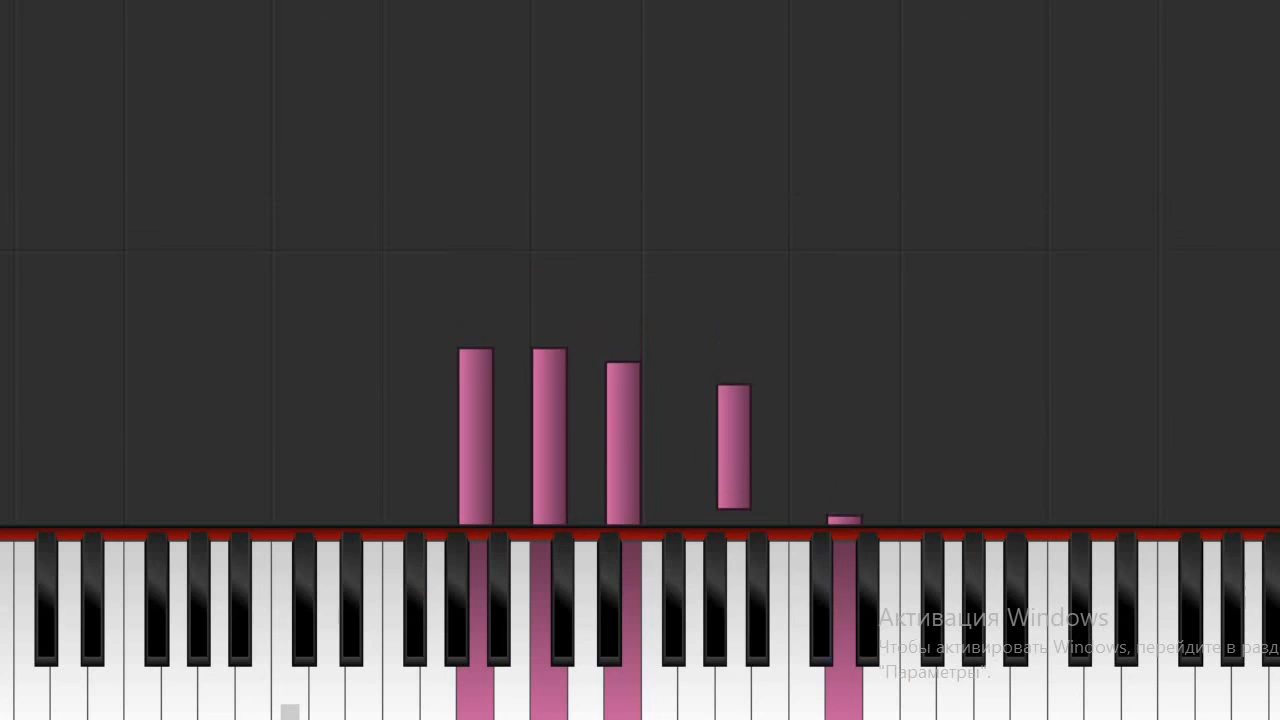 Активация Windows
Чтобы активировать Windows, перейдите в разд
"Параметры".